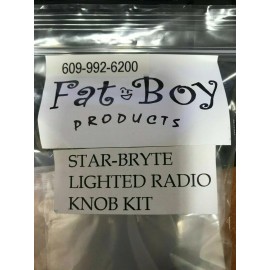 609-992-6200
Fat Boy
PRODUCTS
STAR-BRYTE
LIGHTED RADIO
KNOB KIT